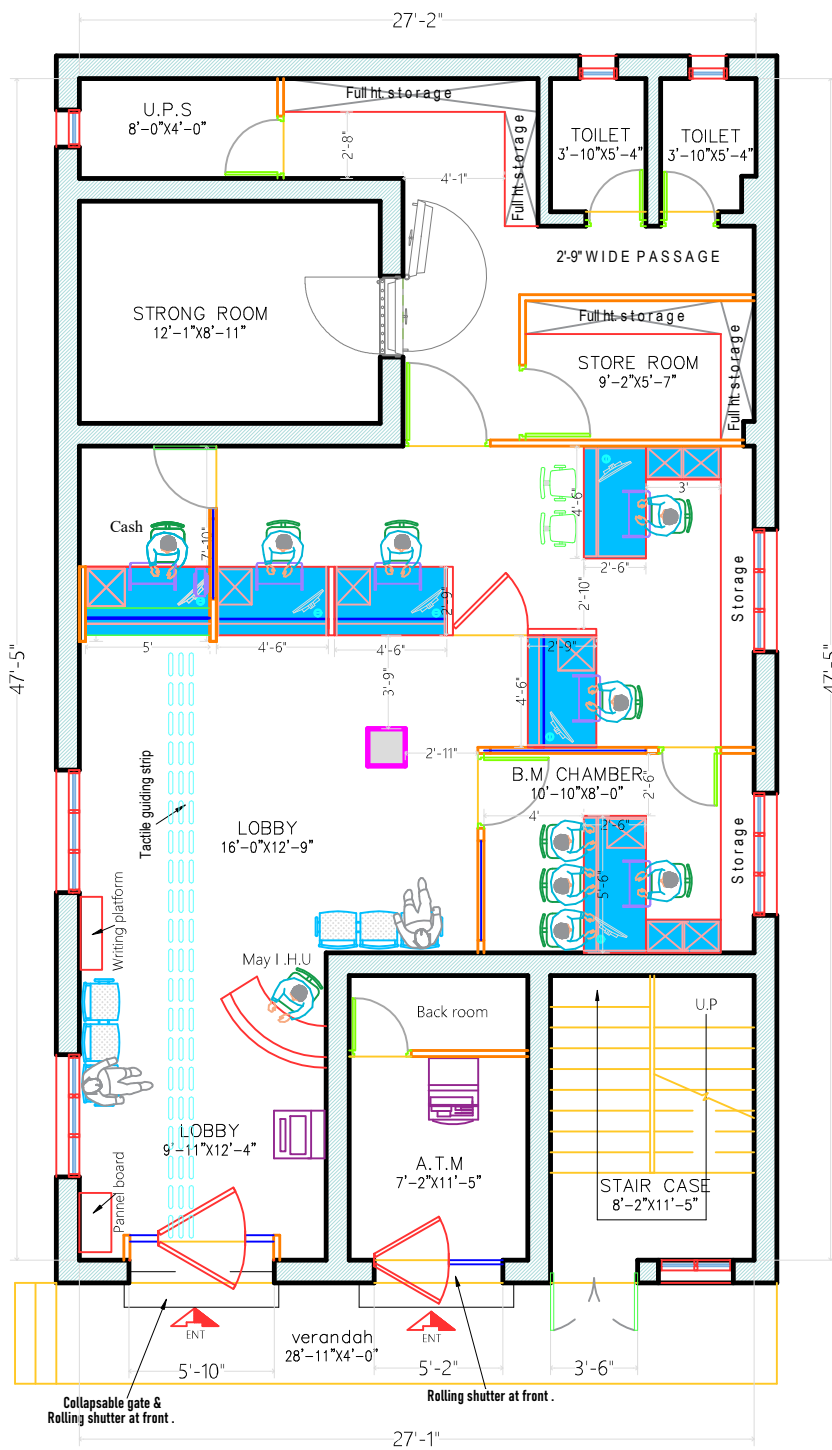 27'-2"
U.P.S
8'-0"X4'-0"
Full ht. storage
Full ht. storage
2'-8"
4'-1"
TOILET
3'-10"X5'-4"
TOILET
3'-10"X5'-4"
2'-9" WIDE PASSAGE
STRONG ROOM
12'-1"X8'-11"
Full ht. storage
STORE ROOM
9'-2"X5'-7"
Full ht. storage
Cash
7'-10"
4'-6"
3'
2'-6"
2'-10"
Storage
5'
4'-6"
4'-6"
2'-9"
2'-9"
4'-6"
3'-9"
2'-11"
47'-5"
47'-5"
Tactile guiding strip
LOBBY
16'-0"X12'-9"
B.M CHAMBER
10'-10"X8'-0"
2'-6"
4'
2'-6"
5'-6"
Storage
Writing platform
May I .H.U
Back room
U.P
LOBBY
9'-11"X12'-4"
A.T.M
7'-2"X11'-5"
STAIR CASE
8'-2"X11'-5"
Pannel board
ENT
ENT
verandah
28'-11"X4'-0"
5'-10"
5'-2"
3'-6"
Collapsable gate &
Rolling shutter at front .
Rolling shutter at front .
27'-1"